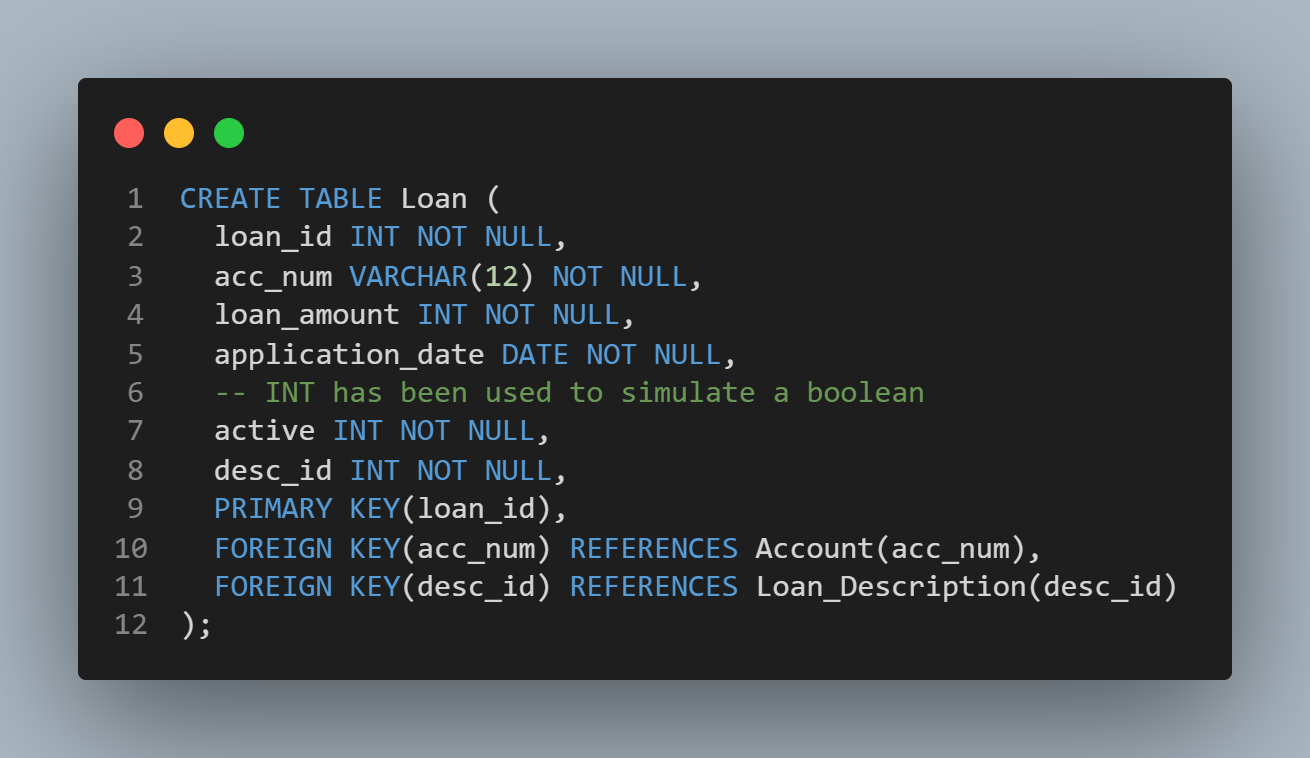 1 CREATE TABLE Loan (
2   loan_id INT NOT NULL,
3   acc_num VARCHAR(12) NOT NULL,
4   loan_amount INT NOT NULL,
5   application_date DATE NOT NULL,
6   -- INT has been used to simulate a boolean
7   active INT NOT NULL,
8   desc_id INT NOT NULL,
9   PRIMARY KEY(loan_id),
10   FOREIGN KEY(acc_num) REFERENCES Account(acc_num),
11   FOREIGN KEY(desc_id) REFERENCES Loan_Description(desc_id)
12 );